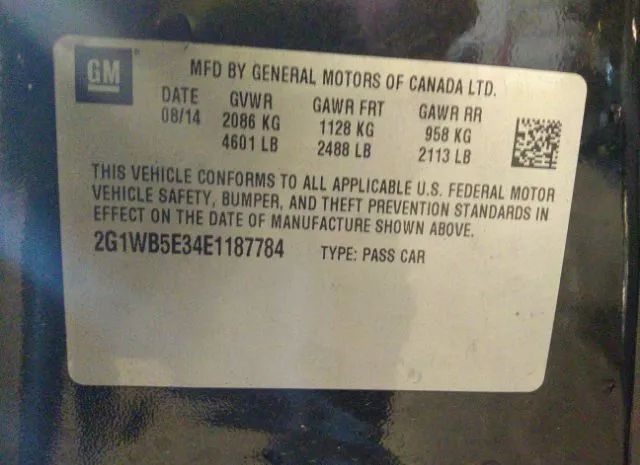 GM
MFD BY GENERAL MOTORS OF CANADA LTD.
DATE GVWR GAWR FRT GAWR RR
08/14 2086 KG 1128 KG 958 KG
4601 LB 2488 LB 2113 LB
THIS VEHICLE CONFORMS TO ALL APPLICABLE U.S. FEDERAL MOTOR
VEHICLE SAFETY, BUMPER, AND THEFT PREVENTION STANDARDS IN
EFFECT ON THE DATE OF MANUFACTURE SHOWN ABOVE.
2G1WB5E34E1187784 TYPE: PASS CAR